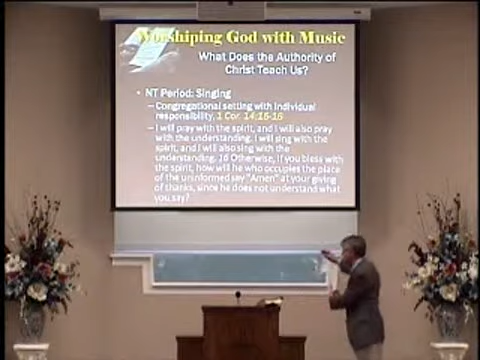 Worshiping God with Music
What Does the Authority of
Christ Teach Us?
• NT Period: Singing
– Congregational setting with individual
responsibility, 1 Cor. 14:15-16
– I will pray with the spirit, and I will also pray
with the understanding. I will sing with the
spirit, and I will also sing with the
understanding. 16 Otherwise, if you bless with
the spirit, how will he who occupies the place
of the uninformed say "Amen" at your giving
of thanks, since he does not understand what
you say?